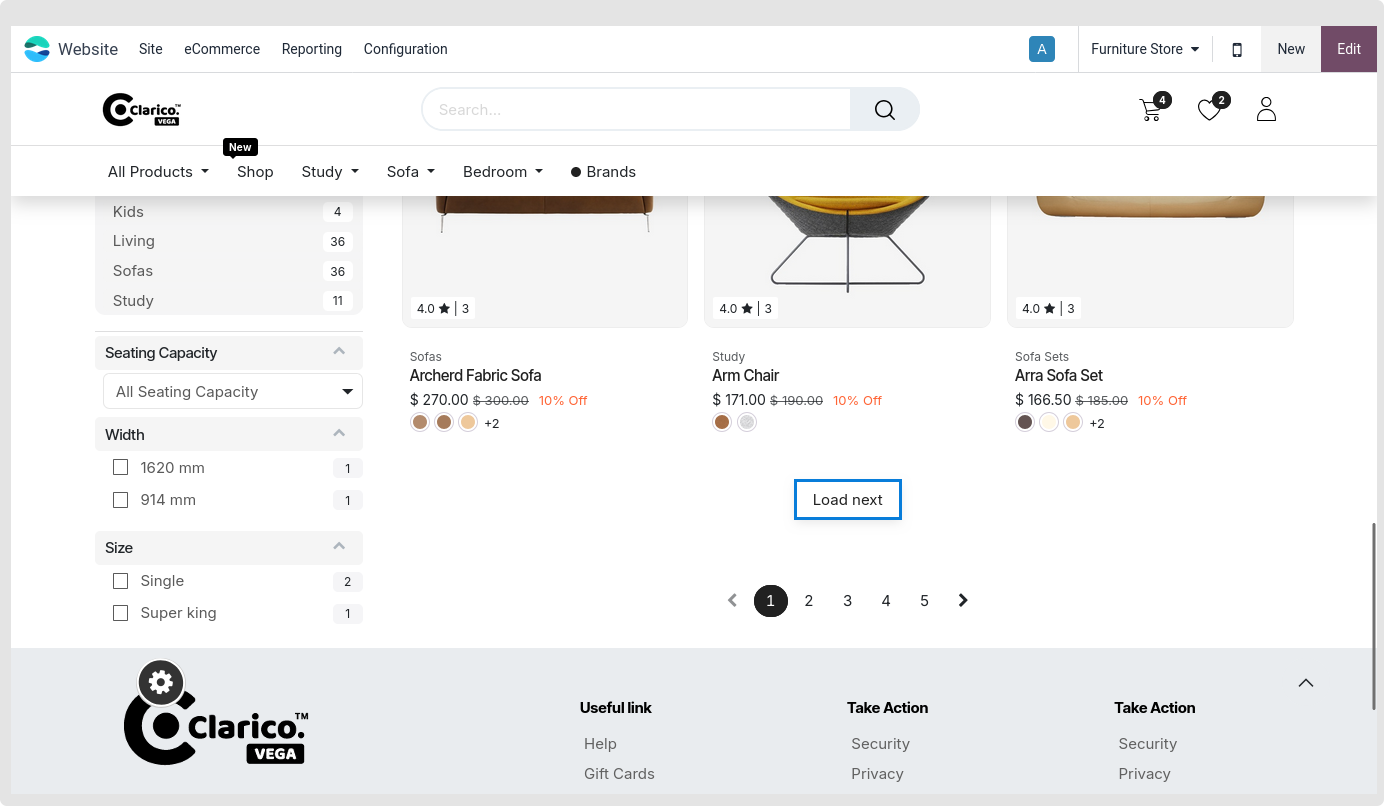 Website Site eCommerce Reporting Configuration A Furniture Store New Edit
Clarico.™ VEGA Search... 4 2
New
All Products Shop Study Sofa Bedroom Brands
Kids 4
Living 36
Sofas 36
Study 11
4.0 ★ | 3 4.0 ★ | 3 4.0 ★ | 3
Seating Capacity
All Seating Capacity
Width
1620 mm 1
914 mm 1
Size
Single 2
Super king 1
Sofas
Archerd Fabric Sofa
$ 270.00 $ 300.00 10% Off
+2
Study
Arm Chair
$ 171.00 $ 190.00 10% Off
Sofa Sets
Arra Sofa Set
$ 166.50 $ 185.00 10% Off
+2
Load next
1 2 3 4 5
Clarico.™
VEGA
Useful link
Help
Gift Cards
Take Action
Security
Privacy
Take Action
Security
Privacy